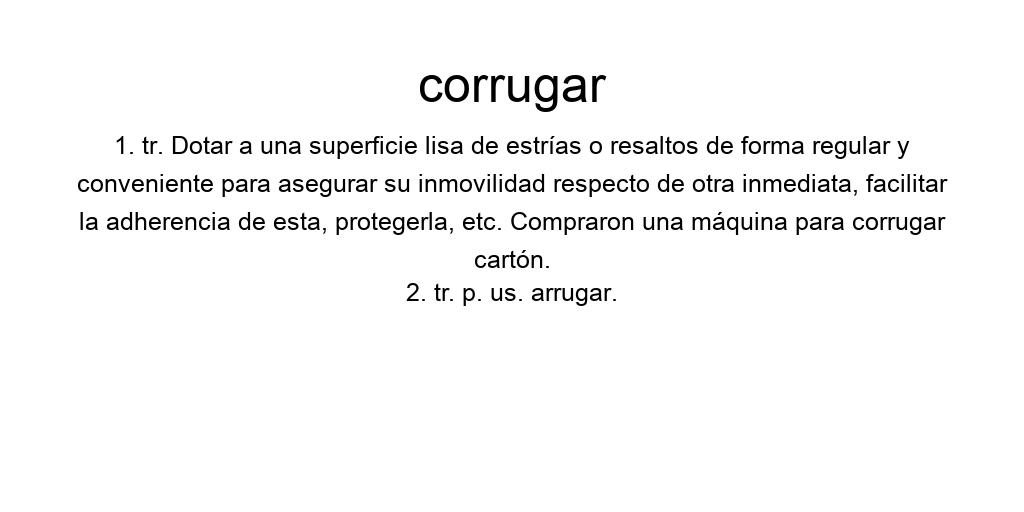 corrugar
1. tr. Dotar a una superficie lisa de estrías o resaltos de forma regular y
conveniente para asegurar su inmovilidad respecto de otra inmediata, facilitar
la adherencia de esta, protegerla, etc. Compraron una máquina para corrugar
cartón.
2. tr. p. us. arrugar.